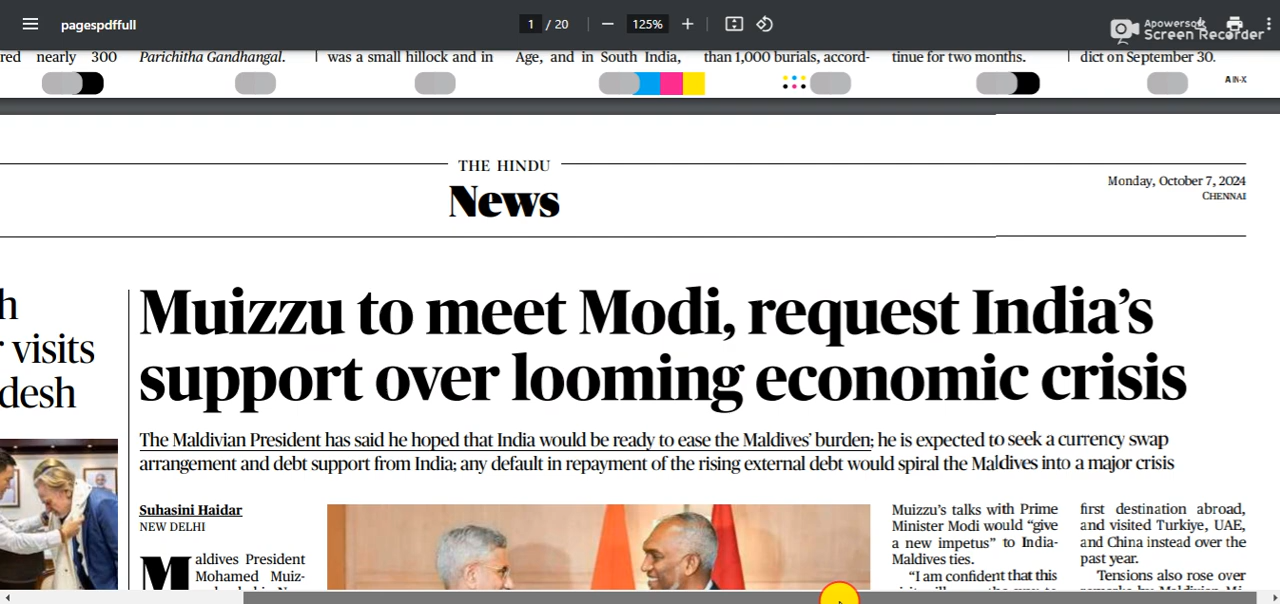 pagespdffull
1 / 20
125%
Apowersoft
Screen Recorder
red nearly 300
Parichitha Gandhangal.
was a small hillock and in
Age, and in South India,
than 1,000 burials, accord-
tinue for two months.
dict on September 30.
A IN-X
THE HINDU
News
Monday, October 7, 2024
CHENNAI
h
r visits
desh
Muizzu to meet Modi, request India’s
support over looming economic crisis
The Maldivian President has said he hoped that India would be ready to ease the Maldives’ burden; he is expected to seek a currency swap
arrangement and debt support from India; any default in repayment of the rising external debt would spiral the Maldives into a major crisis
Suhasini Haidar
NEW DELHI
Maldives President
Mohamed Muiz-
Muizzu’s talks with Prime
Minister Modi would “give
a new impetus” to India-
Maldives ties.
“I am confident that this
first destination abroad,
and visited Turkiye, UAE,
and China instead over the
past year.
Tensions also rose over